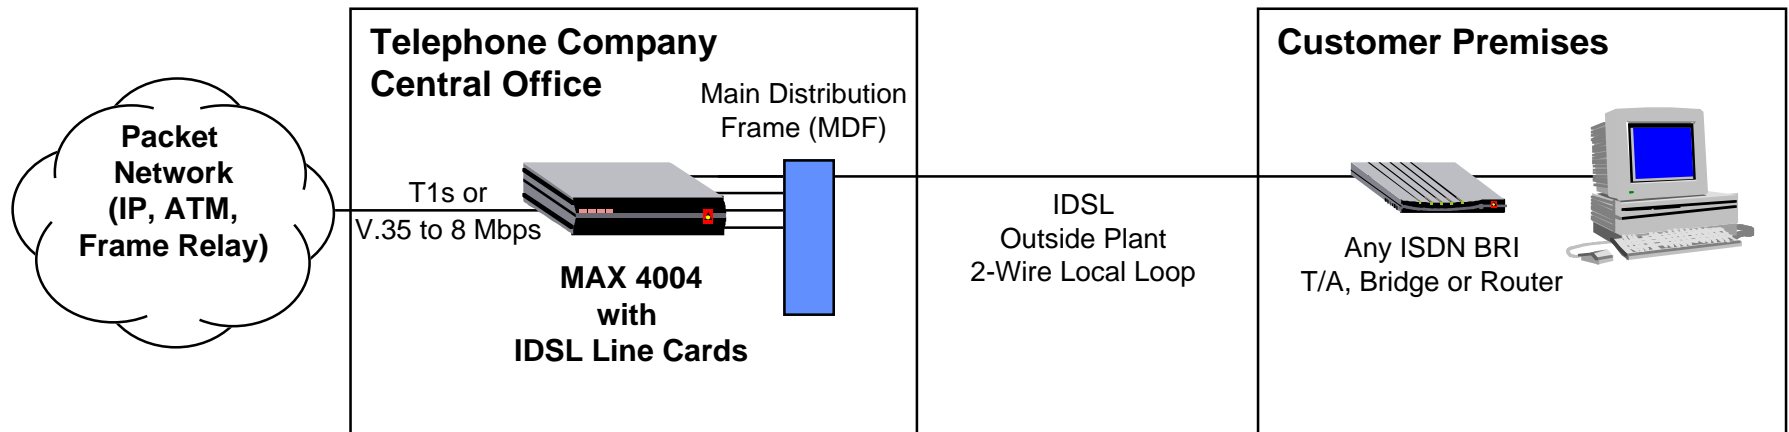 Telephone Company
Central Office
Customer Premises
Main Distribution
Frame (MDF)
Packet
Network
(IP, ATM,
Frame Relay)
T1s or
V.35 to 8 Mbps
MAX 4004
with
IDSL Line Cards
IDSL
Outside Plant
2-Wire Local Loop
Any ISDN BRI
T/A, Bridge or Router